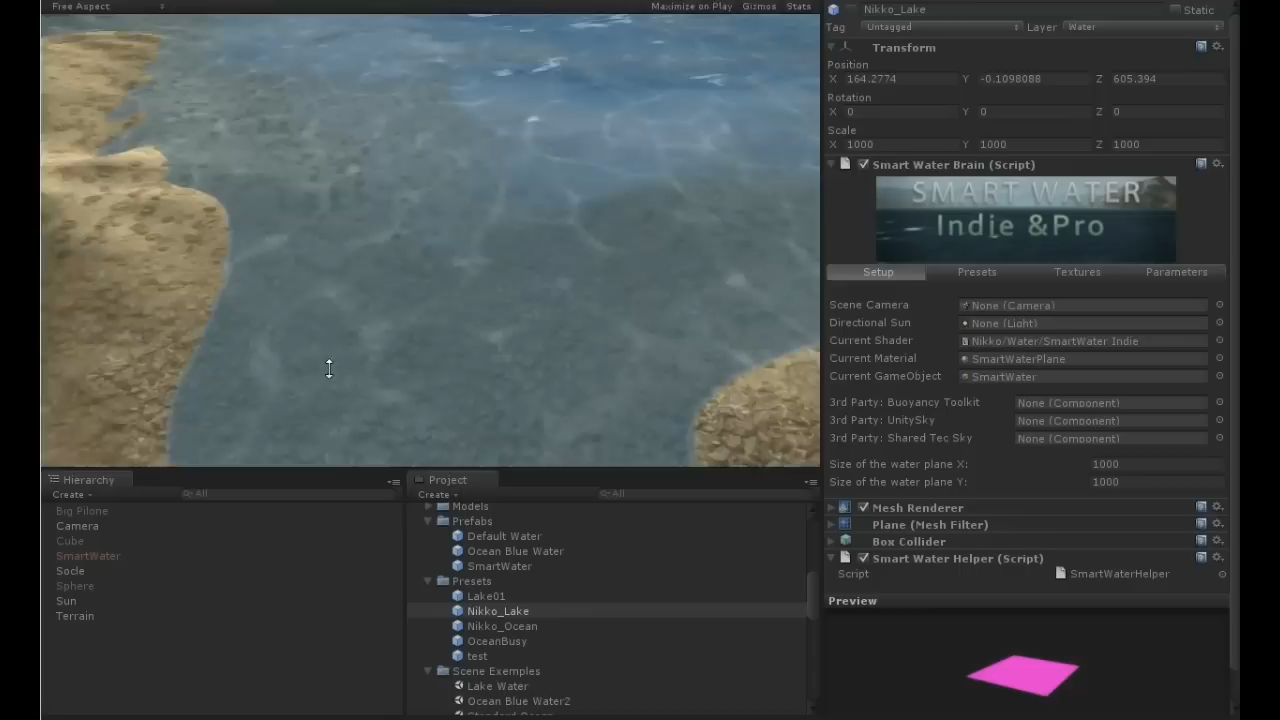 Free Aspect Maximize on Play Gizmos Stats
Nikko_Lake Static
Tag Untagged Layer Water
Transform
Position
X 164.2774 Y -0.1098088 Z 605.394
Rotation
X 0 Y 0 Z 0
Scale
X 1000 Y 1000 Z 1000
Smart Water Brain (Script)
SMART WATER
Indie &Pro
Setup Presets Textures Parameters
Scene Camera None (Camera)
Directional Sun None (Light)
Current Shader Nikko/Water/SmartWater Indie
Current Material SmartWaterPlane
Current GameObject SmartWater
3rd Party: Buoyancy Toolkit None (Component)
3rd Party: UnitySky None (Component)
3rd Party: Shared Tec Sky None (Component)
Size of the water plane X: 1000
Size of the water plane Y: 1000
Mesh Renderer
Plane (Mesh Filter)
Box Collider
Smart Water Helper (Script)
Script SmartWaterHelper
Preview
Hierarchy
Create All
Big Pilone
Camera
Cube
SmartWater
Socle
Sphere
Sun
Terrain
Project
Create All
Models
Prefabs
Default Water
Ocean Blue Water
SmartWater
Presets
Lake01
Nikko_Lake
Nikko_Ocean
OceanBusy
test
Scene Examples
Lake Water
Ocean Blue Water2